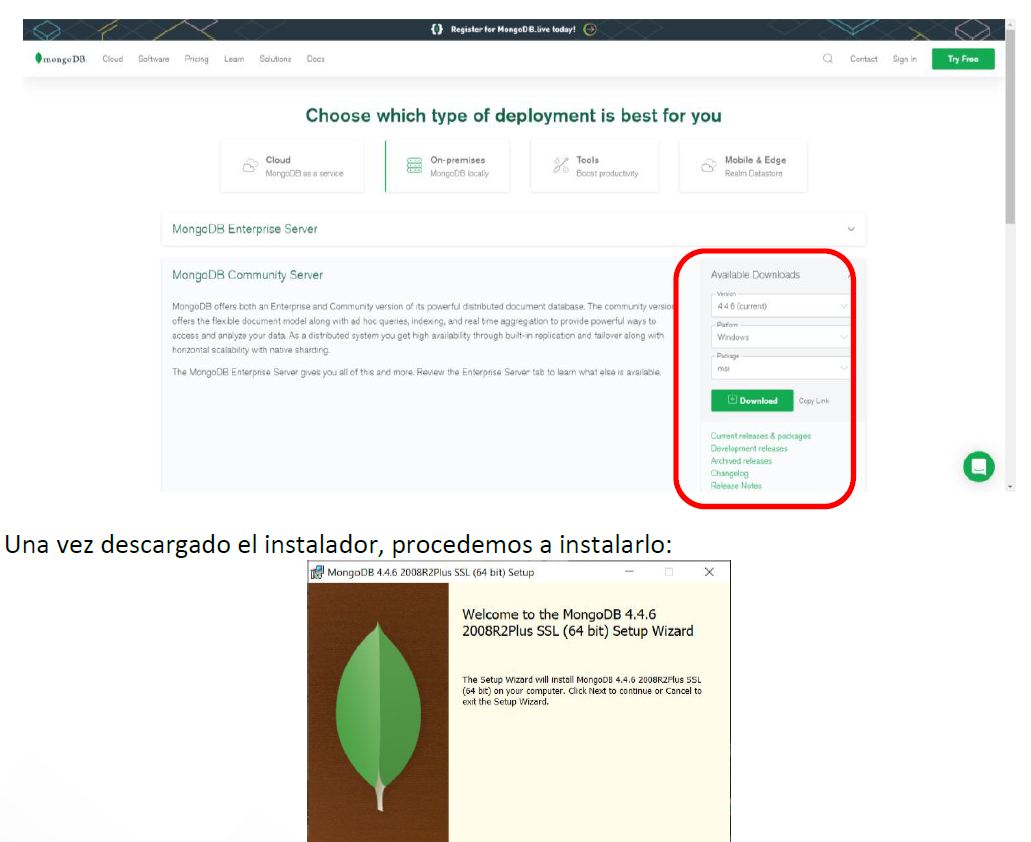 Register for MongoDB.live today!
mongoDB. Cloud Software Pricing Learn Solutions Docs Contact Sign In Try Free
Choose which type of deployment is best for you
Cloud
MongoDB as a service
On-premises
MongoDB locally
Tools
Boost productivity
Mobile & Edge
Realm Datastore
MongoDB Enterprise Server
MongoDB Community Server
MongoDB offers both an Enterprise and Community version of its powerful distributed document database. The community version
offers the flexible document model along with ad hoc queries, indexing, and real time aggregation to provide powerful ways to
access and analyze your data. As a distributed system you get high availability through built-in replication and failover along with
horizontal scalability with native sharding.
The MongoDB Enterprise Server gives you all of this and more. Review the Enterprise Server tab to learn what else is available.
Available Downloads
Version
4.4.6 (current)
Platform
Windows
Package
msi
Download Copy Link
Current releases & packages
Development releases
Archived releases
Changelog
Release Notes
Una vez descargado el instalador, procedemos a instalarlo:
MongoDB 4.4.6 2008R2Plus SSL (64 bit) Setup
Welcome to the MongoDB 4.4.6
2008R2Plus SSL (64 bit) Setup Wizard
The Setup Wizard will install MongoDB 4.4.6 2008R2Plus SSL
(64 bit) on your computer. Click Next to continue or Cancel to
exit the Setup Wizard.